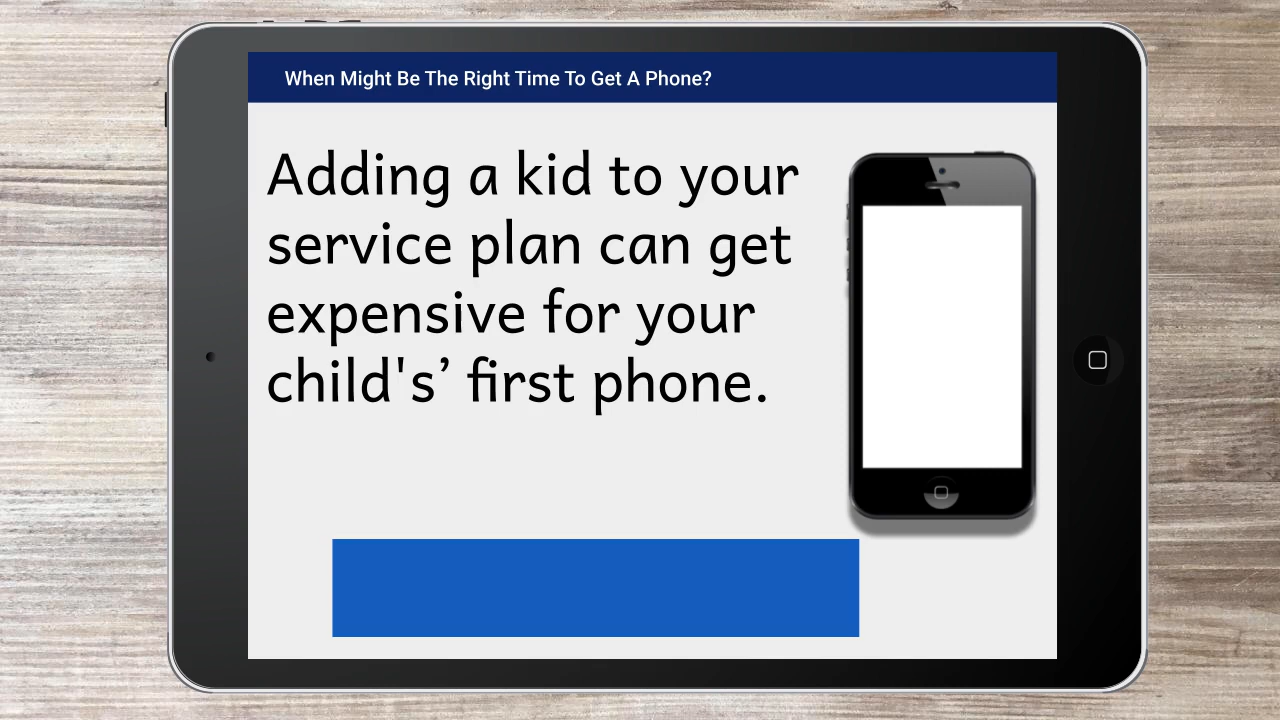 When Might Be The Right Time To Get A Phone?
Adding a kid to your
service plan can get
expensive for your
child's’ first phone.